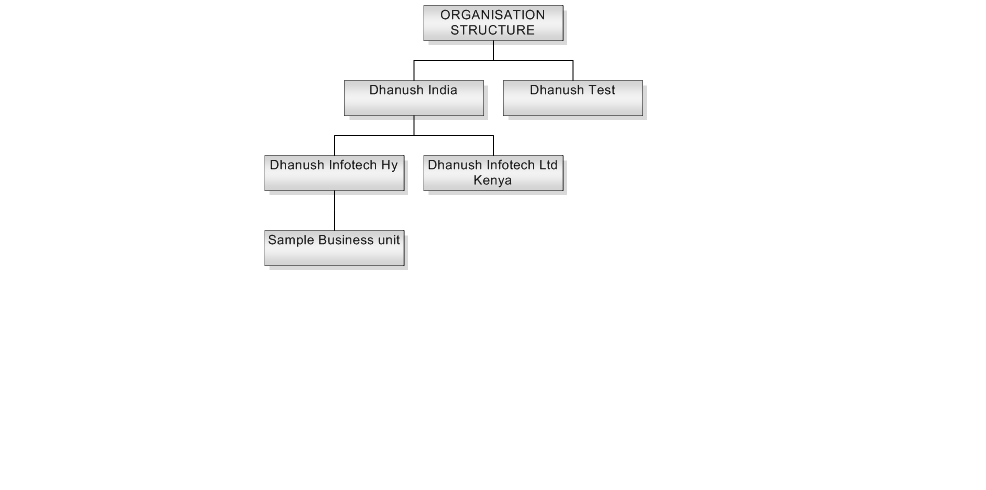 ORGANISATION
STRUCTURE
Dhanush India
Dhanush Test
Dhanush Infotech Hy
Dhanush Infotech Ltd
Kenya
Sample Business unit